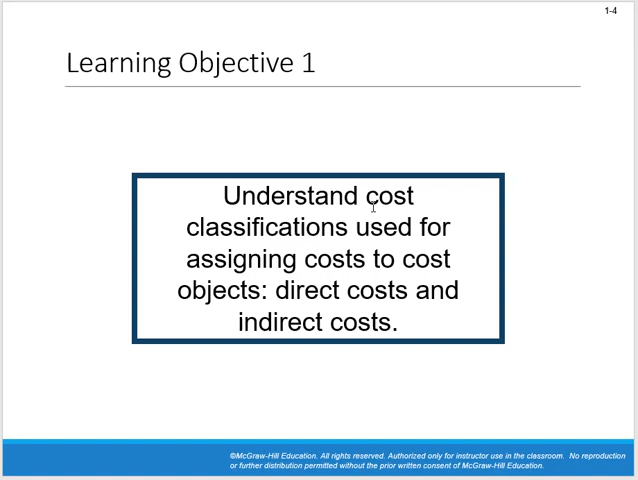 1-4
Learning Objective 1
Understand cost
classifications used for
assigning costs to cost
objects: direct costs and
indirect costs.
©McGraw-Hill Education. All rights reserved. Authorized only for instructor use in the classroom. No reproduction
or further distribution permitted without the prior written consent of McGraw-Hill Education.